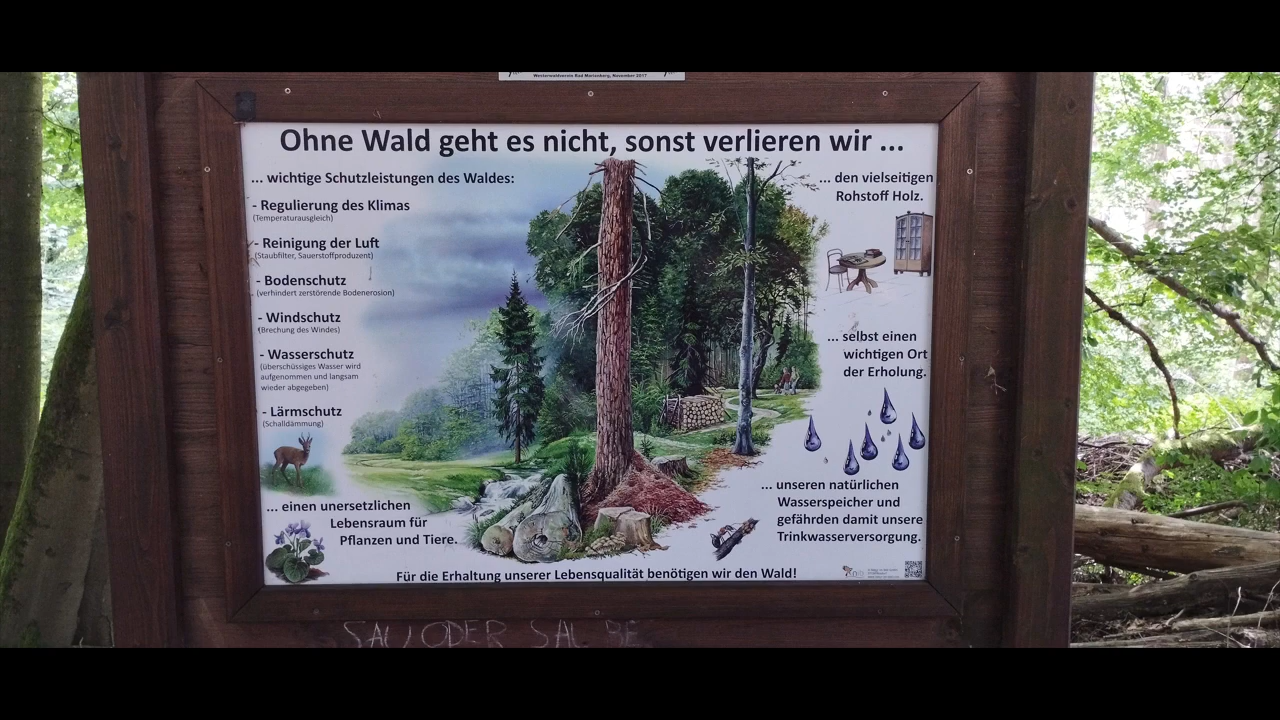 Westerwaldverein Bad Marienberg, November 2017
Ohne Wald geht es nicht, sonst verlieren wir ...
... wichtige Schutzleistungen des Waldes:
- Regulierung des Klimas
(Temperaturausgleich)
- Reinigung der Luft
(Staubfilter, Sauerstoffproduzent)
- Bodenschutz
(verhindert zerstörende Bodenerosion)
- Windschutz
(Brechung des Windes)
- Wasserschutz
(überschüssiges Wasser wird
aufgenommen und langsam
wieder abgegeben)
- Lärmschutz
(Schalldämmung)
... einen unersetzlichen
Lebensraum für
Pflanzen und Tiere.
... den vielseitigen
Rohstoff Holz.
... selbst einen
wichtigen Ort
der Erholung.
... unseren natürlichen
Wasserspeicher und
gefährden damit unsere
Trinkwasserversorgung.
Für die Erhaltung unserer Lebensqualität benötigen wir den Wald!